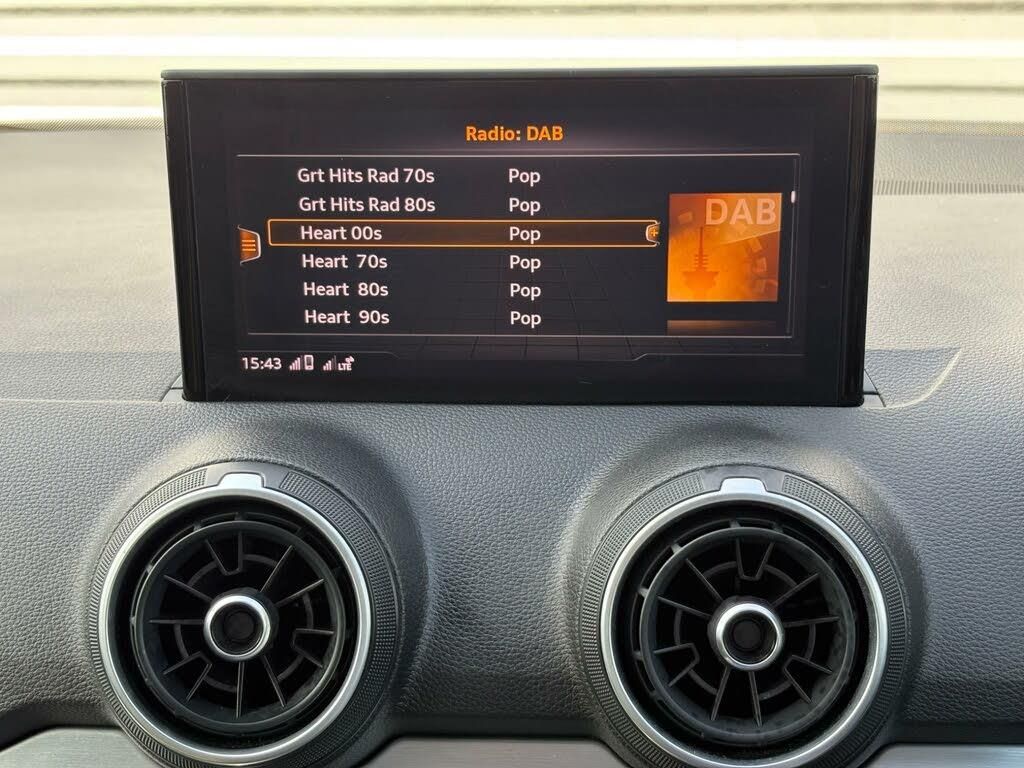 Radio: DAB
Grt Hits Rad 70s Pop
Grt Hits Rad 80s Pop
DAB
Heart 00s Pop
Heart 70s Pop
Heart 80s Pop
Heart 90s Pop
15:43 LTE